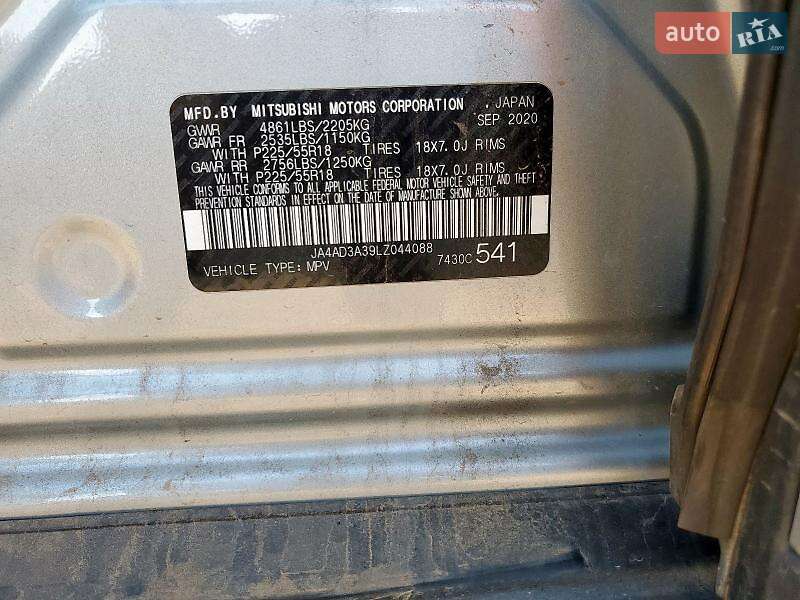 auto RIA.com
MFD.BY MITSUBISHI MOTORS CORPORATION , JAPAN
GVWR 4861LBS/2205KG SEP 2020
GAWR FR 2535LBS/1150KG
WITH P225/55R18 TIRES 18X7.0J RIMS
GAWR RR 2756LBS/1250KG
WITH P225/55R18 TIRES 18X7.0J RIMS
THIS VEHICLE CONFORMS TO ALL APPLICABLE FEDERAL MOTOR VEHICLE SAFETY AND THEFT
PREVENTION STANDARDS IN EFFECT ON THE DATE OF MANUFACTURE SHOWN ABOVE.
JA4AD3A39LZ044088
VEHICLE TYPE: MPV 7430C 541